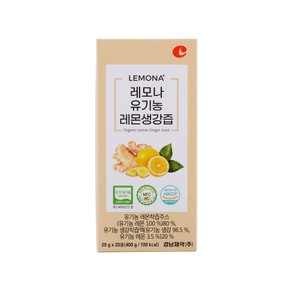 LEMONA®
레모나
유기농
레몬생강즙
Organic Lemon Ginger Juice
NFC
HACCP
유기농 레몬착즙주스
(유기농 레몬 100 %)80 %,
유기농 생강착즙액(유기농 생강 96.5 %,
유기농 레몬 3.5 %)20 %
20 g x 20포(400 g / 100 kcal)
경남제약(주)